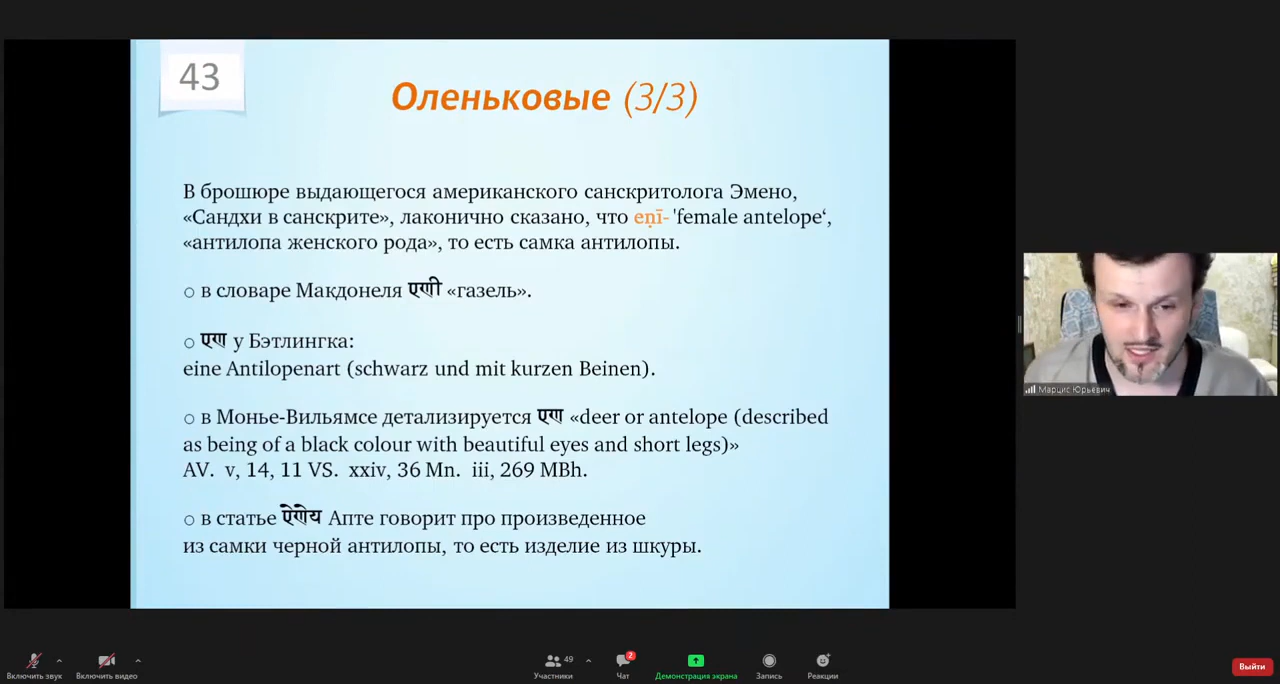 43
Оленьковые (3/3)
В брошюре выдающегося американского санскритолога Эмено,
«Сандхи в санскрите», лаконично сказано, что eṇī- 'female antelope‘,
«антилопа женского рода», то есть самка антилопы.
○ в словаре Макдонеля एणी «газель».
○ एण у Бэтлингка:
eine Antilopenart (schwarz und mit kurzen Beinen).
○ в Монье-Вильямсе детализируется एण «deer or antelope (described
as being of a black colour with beautiful eyes and short legs)»
AV. v, 14, 11 VS. xxiv, 36 Mn. iii, 269 MBh.
○ в статье ऐणेय Апте говорит про произведенное
из самки черной антилопы, то есть изделие из шкуры.
Марцис Юрьевич
Включить звук
Включить видео
49
Участники
2
Чат
Демонстрация экрана
Запись
Реакции
Выйти